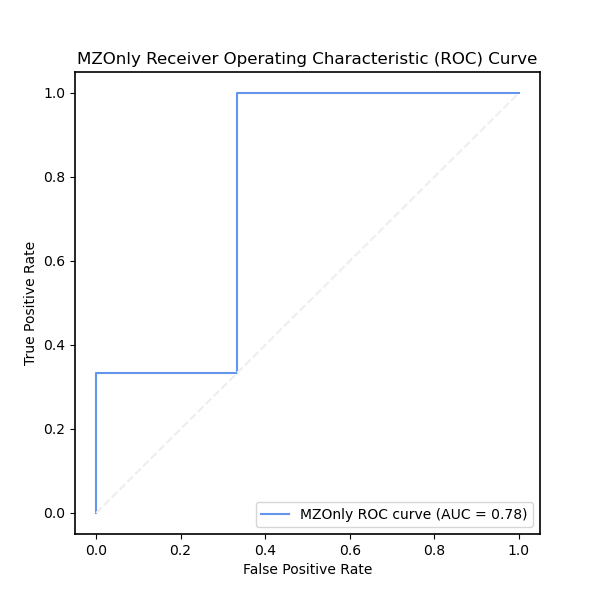 MZOnly Receiver Operating Characteristic (ROC) Curve
True Positive Rate
1.0
0.8
0.6
0.4
0.2
0.0
MZOnly ROC curve (AUC = 0.78)
0.0 0.2 0.4 0.6 0.8 1.0
False Positive Rate